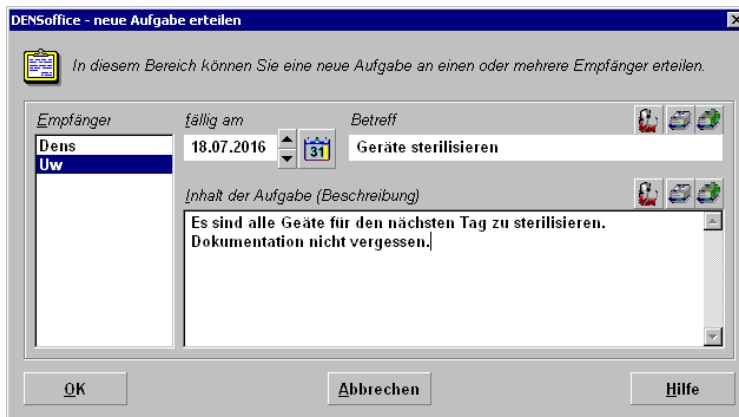 DENSoffice - neue Aufgabe erteilen
In diesem Bereich können Sie eine neue Aufgabe an einen oder mehrere Empfänger erteilen.
Empfänger
fällig am
Betreff
Dens
Uw
18.07.2016
31
Geräte sterilisieren
Inhalt der Aufgabe (Beschreibung)
Es sind alle Geäte für den nächsten Tag zu sterilisieren.
Dokumentation nicht vergessen.
OK
Abbrechen
Hilfe